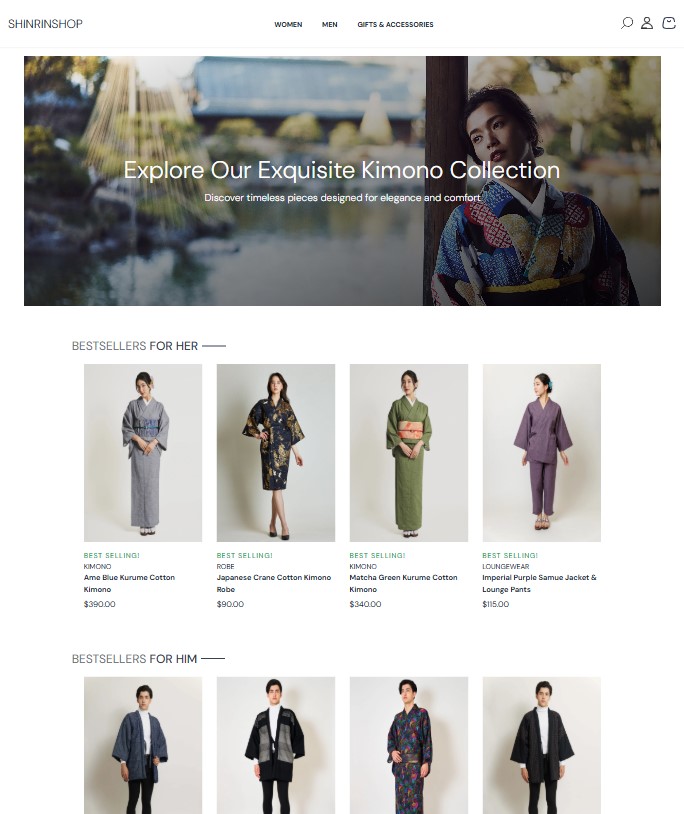 SHINRINSHOP
WOMEN MEN GIFTS & ACCESSORIES
Explore Our Exquisite Kimono Collection
Discover timeless pieces designed for elegance and comfort.
BESTSELLERS FOR HER
BEST SELLING!
KIMONO
Ame Blue Kurume Cotton
Kimono
$390.00
BEST SELLING!
ROBE
Japanese Crane Cotton Kimono
Robe
$90.00
BEST SELLING!
KIMONO
Matcha Green Kurume Cotton
Kimono
$340.00
BEST SELLING!
LOUNGEWEAR
Imperial Purple Samue Jacket &
Lounge Pants
$115.00
BESTSELLERS FOR HIM